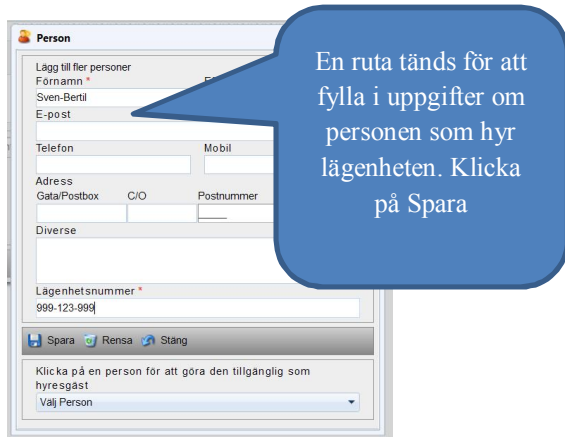 Person
Lägg till fler personer
Förnamn *
Sven-Bertil
E-post
Telefon Mobil
Adress
Gata/Postbox C/O Postnummer
Diverse
Lägenhetsnummer *
999-123-999
Spara Rensa Stäng
Klicka på en person för att göra den tillgänglig som
hyresgäst
Välj Person
En ruta tänds för att
fylla i uppgifter om
personen som hyr
lägenheten. Klicka
på Spara